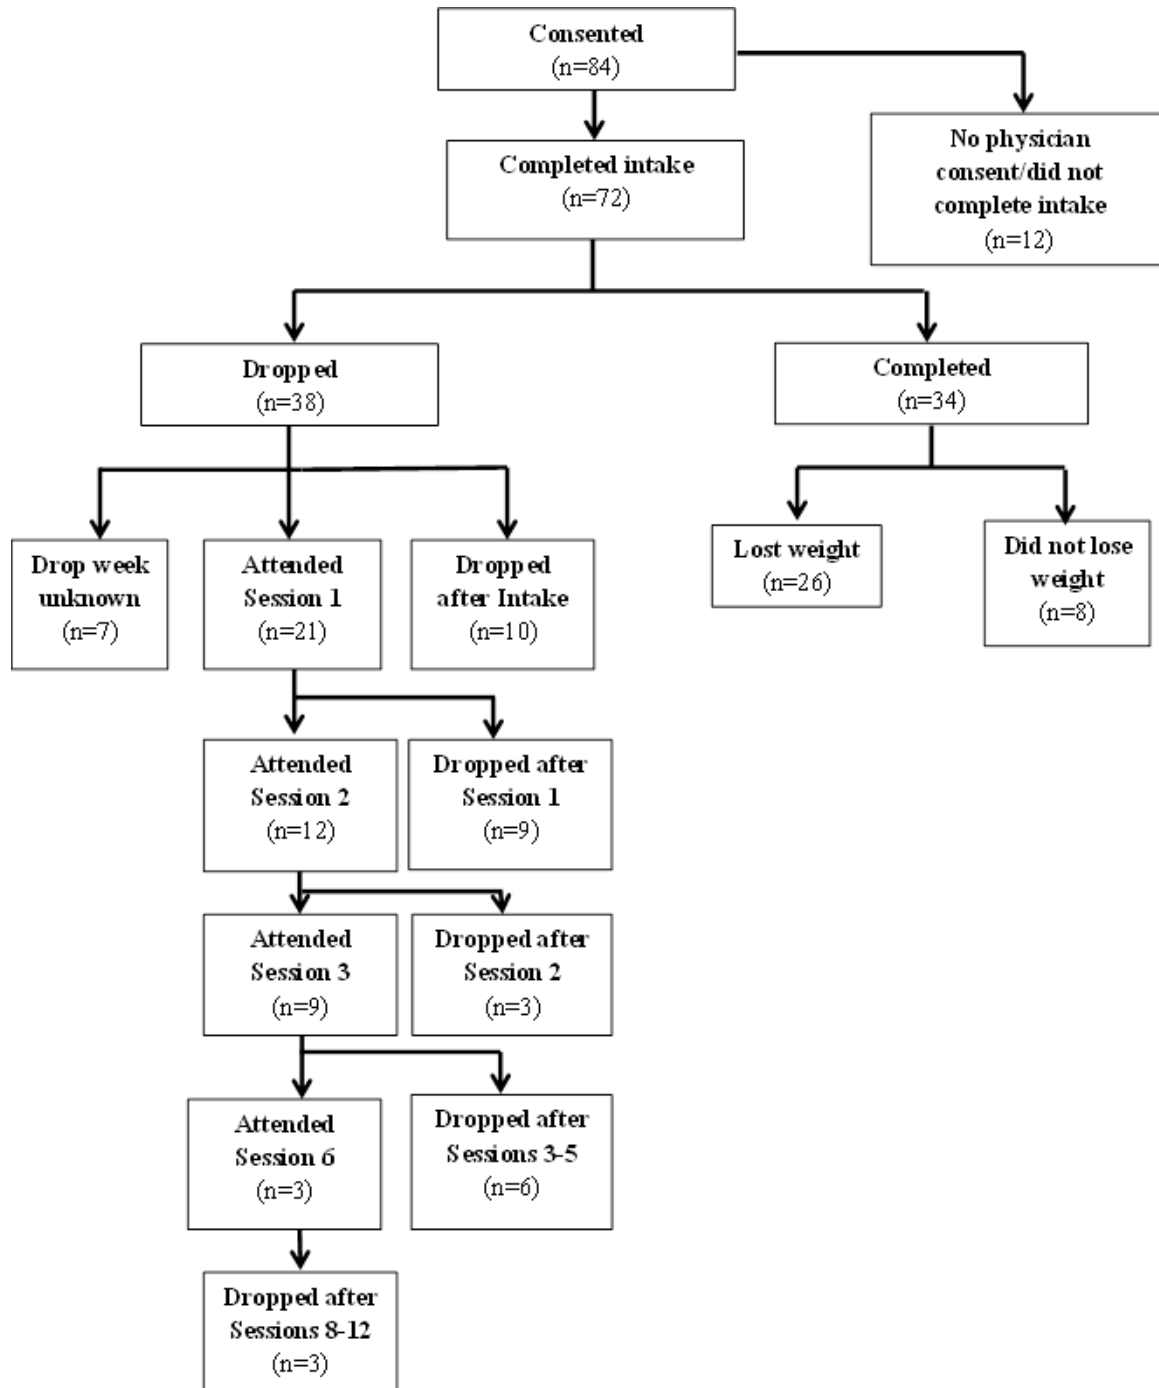 Consented
(n=84)
No physician
consent/did not
complete intake
(n=12)
Completed intake
(n=72)
Dropped
(n=38)
Completed
(n=34)
Drop week
unknown
(n=7)
Attended
Session 1
(n=21)
Dropped
after Intake
(n=10)
Lost weight
(n=26)
Did not lose
weight
(n=8)
Attended
Session 2
(n=12)
Dropped after
Session 1
(n=9)
Attended
Session 3
(n=9)
Dropped after
Session 2
(n=3)
Attended
Session 6
(n=3)
Dropped after
Sessions 3-5
(n=6)
Dropped after
Sessions 8-12
(n=3)